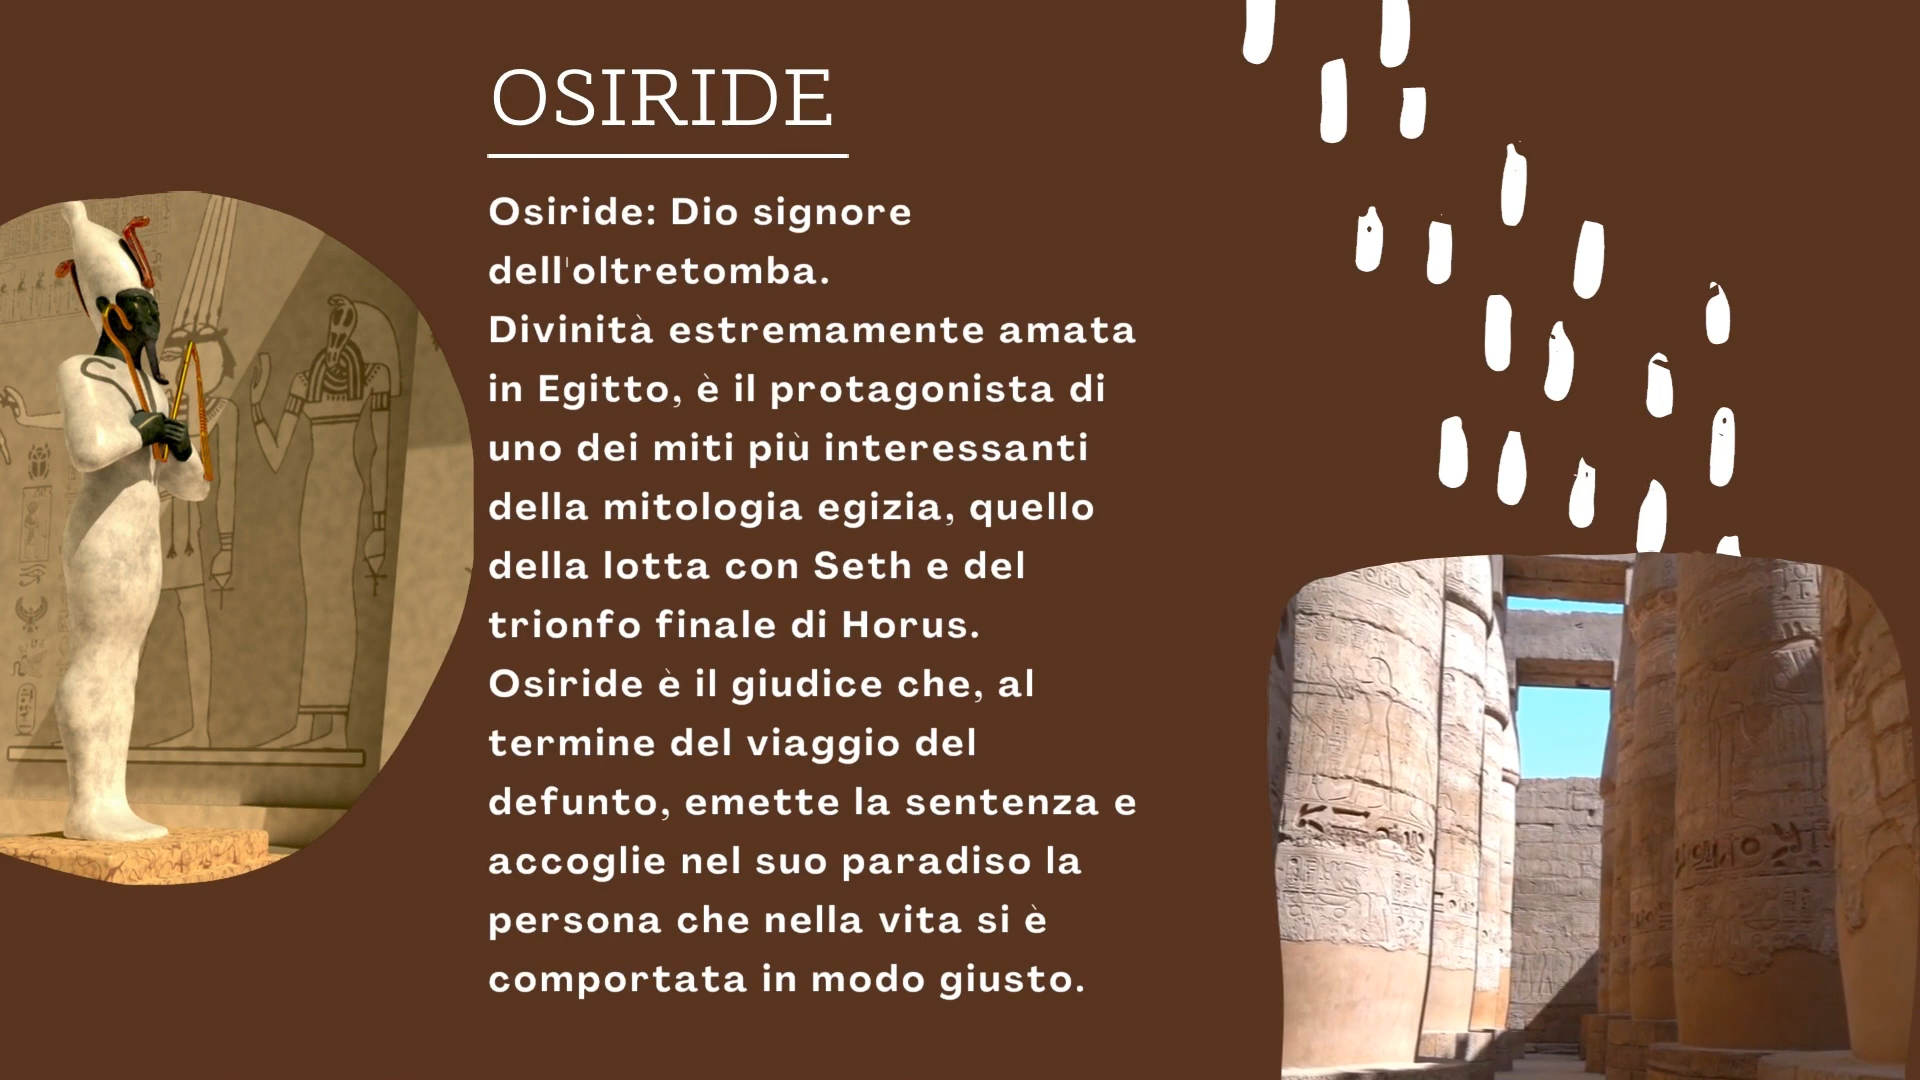 OSIRIDE
Osiride: Dio signore
dell'oltretomba.
Divinità estremamente amata
in Egitto, è il protagonista di
uno dei miti più interessanti
della mitologia egizia, quello
della lotta con Seth e del
trionfo finale di Horus.
Osiride è il giudice che, al
termine del viaggio del
defunto, emette la sentenza e
accoglie nel suo paradiso la
persona che nella vita si è
comportata in modo giusto.